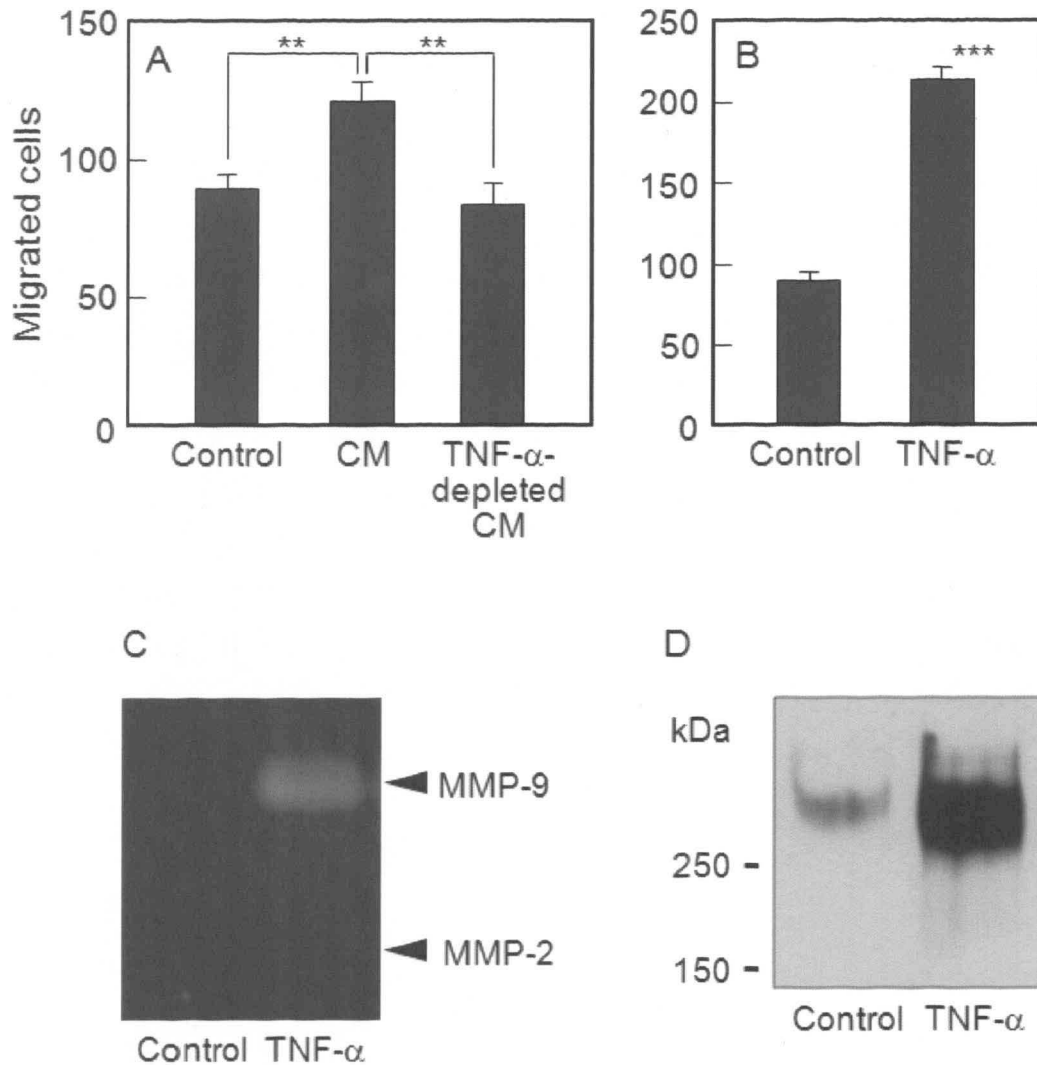 A
Migrated cells
150
100
50
0
**
**
Control
CM
TNF-α-
depleted
CM
B
250
200
150
100
50
0
***
Control
TNF-α
C
MMP-9
MMP-2
Control
TNF-α
D
kDa
250
150
Control
TNF-α